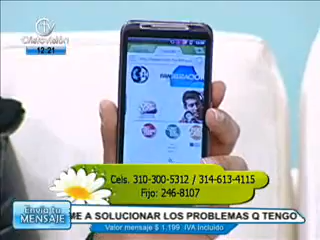 Cristovisión
12:21
Cels. 310-300-5312 / 314-613-4115
Fijo: 246-8107
Envía tu
MENSAJE
ME A SOLUCIONAR LOS PROBLEMAS Q TENGO
Valor mensaje $ 1.199 IVA Incluido